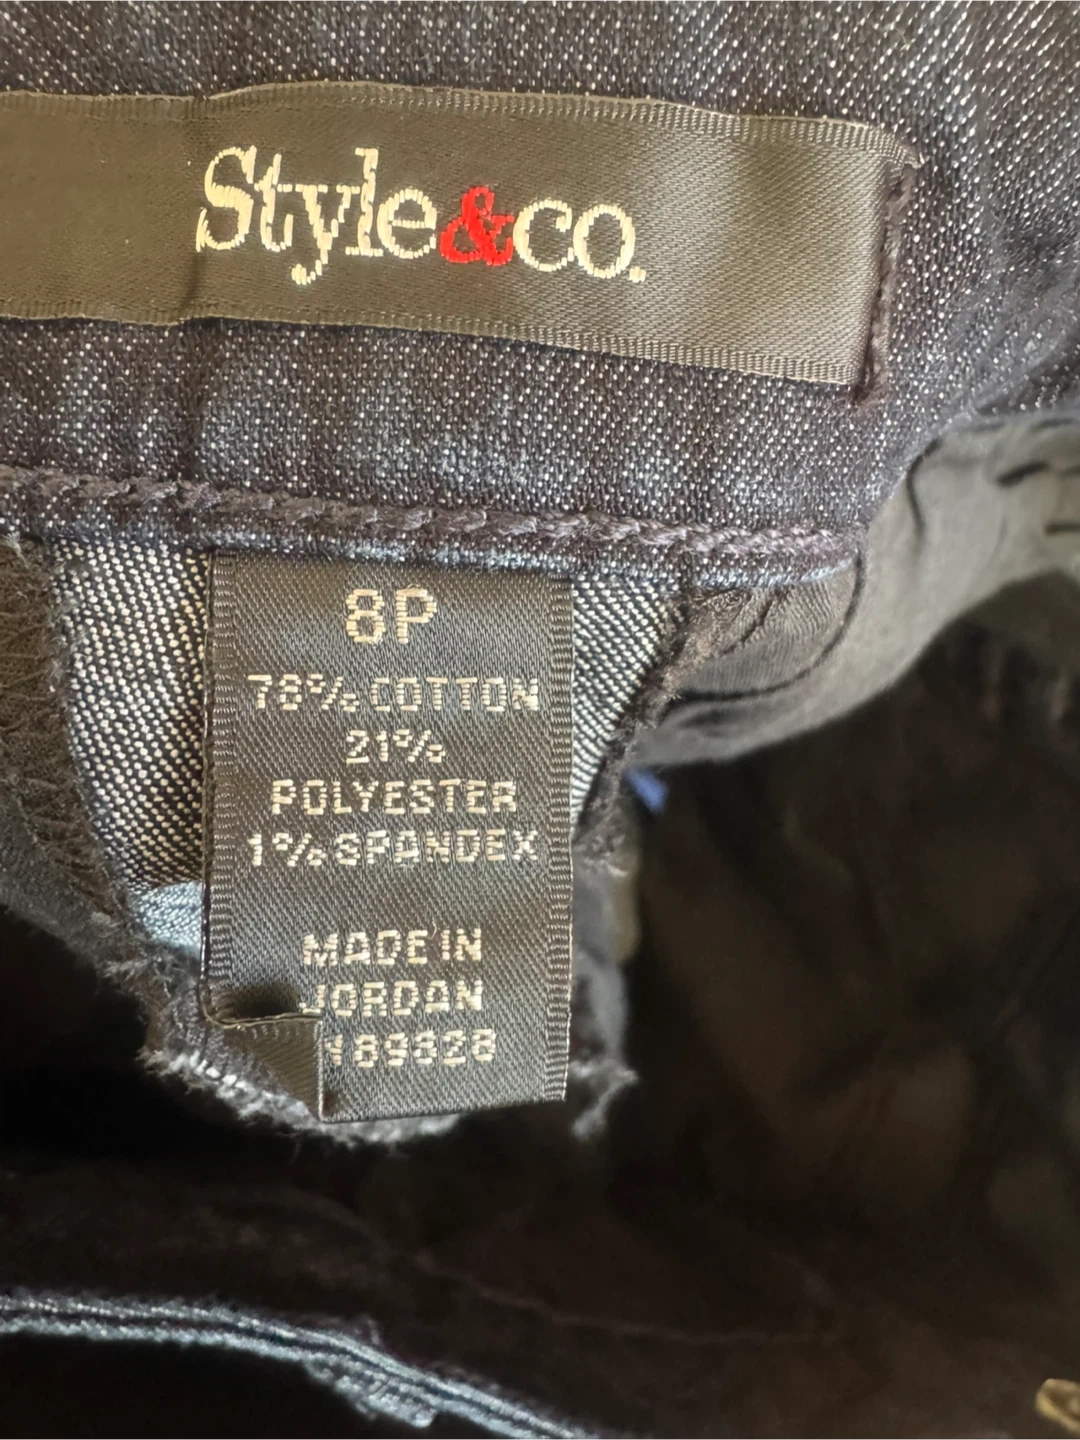 Style&co.
8P
78% COTTON
21%
POLYESTER
1% SPANDEX
MADE IN
JORDAN